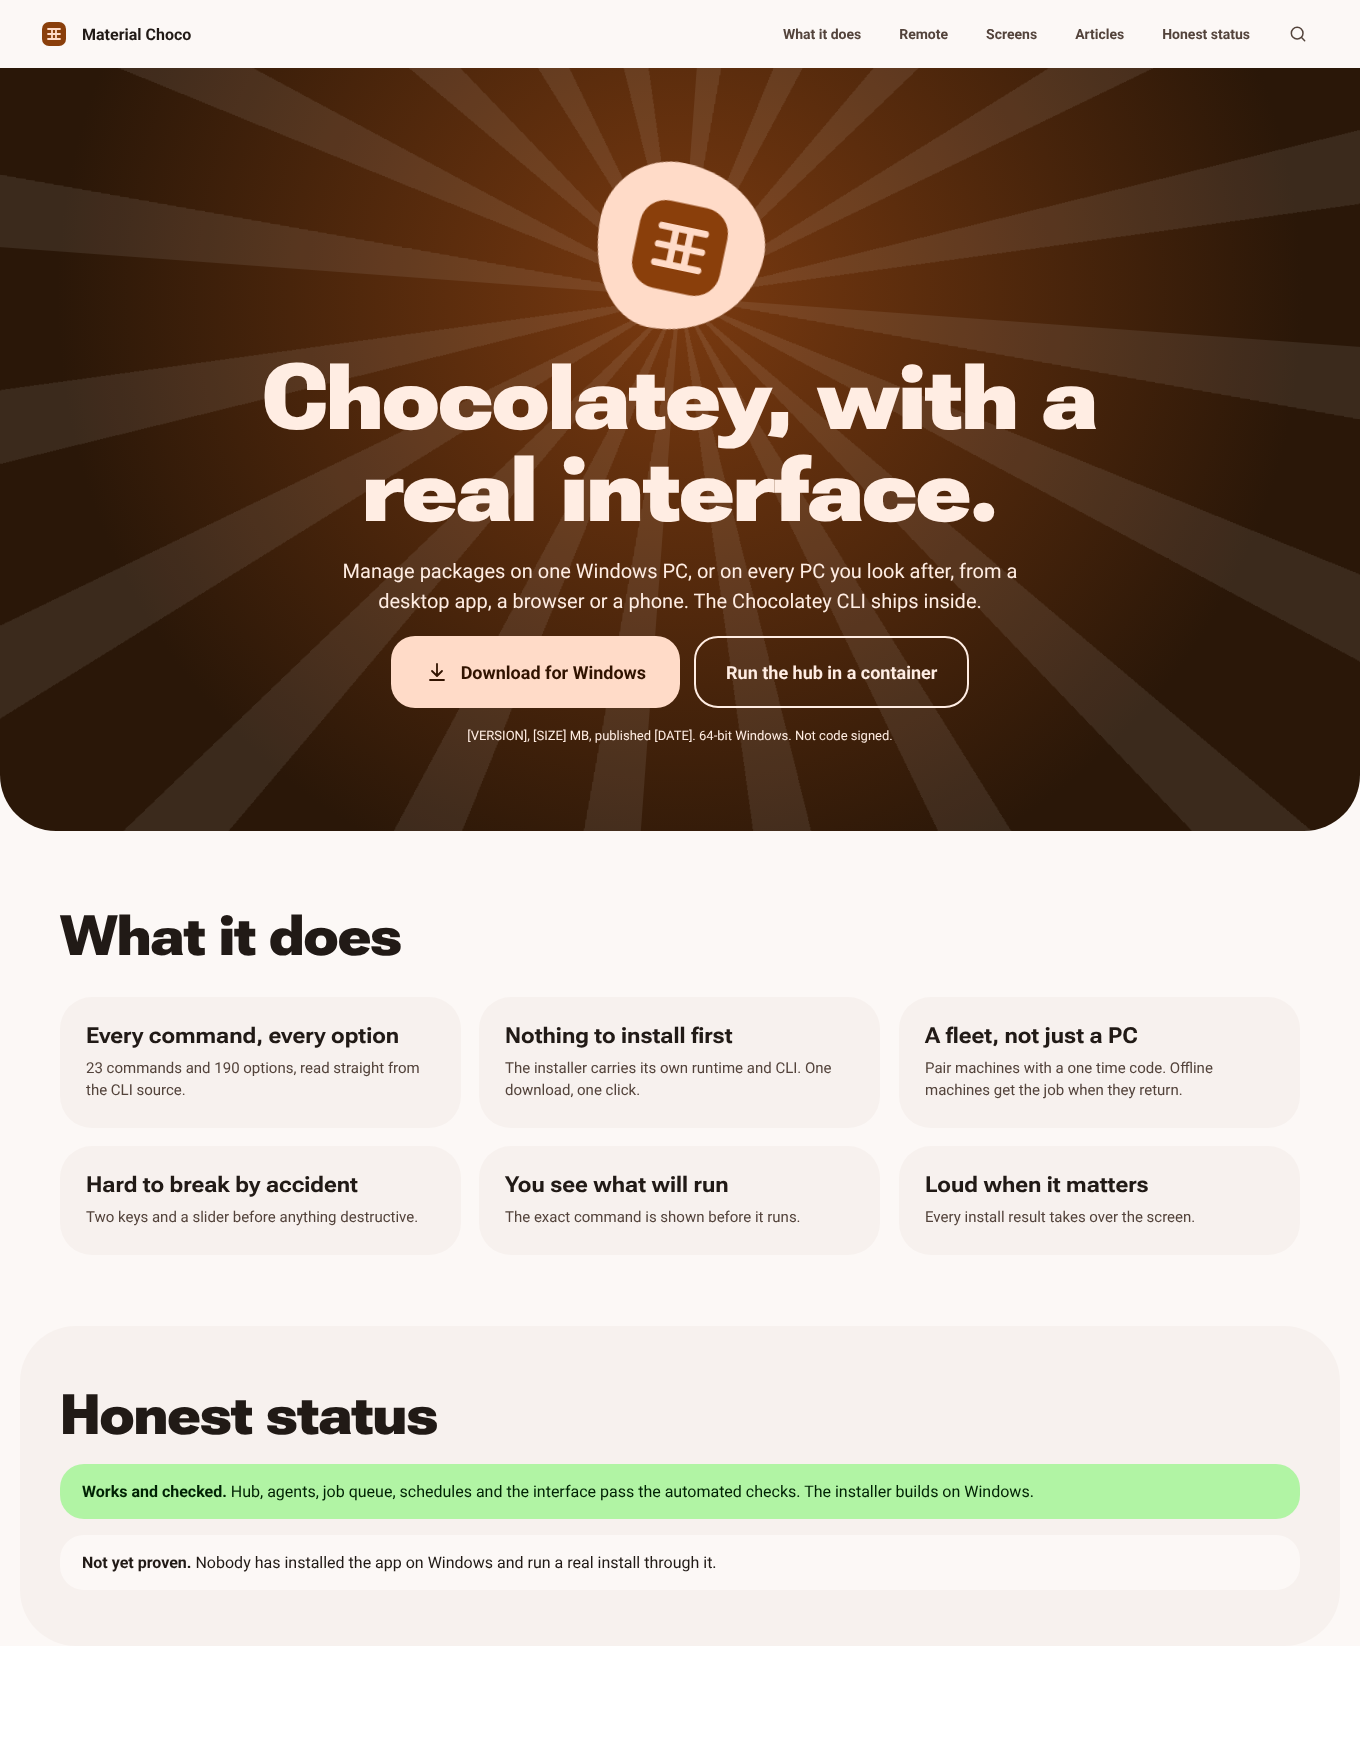 Material Choco
What it does
Remote
Screens
Articles
Honest status
Chocolatey, with a
real interface.
Manage packages on one Windows PC, or on every PC you look after, from a
desktop app, a browser or a phone. The Chocolatey CLI ships inside.
Download for Windows
Run the hub in a container
[VERSION], [SIZE] MB, published [DATE]. 64-bit Windows. Not code signed.
What it does
Every command, every option
23 commands and 190 options, read straight from
the CLI source.
Nothing to install first
The installer carries its own runtime and CLI. One
download, one click.
A fleet, not just a PC
Pair machines with a one time code. Offline
machines get the job when they return.
Hard to break by accident
Two keys and a slider before anything destructive.
You see what will run
The exact command is shown before it runs.
Loud when it matters
Every install result takes over the screen.
Honest status
Works and checked. Hub, agents, job queue, schedules and the interface pass the automated checks. The installer builds on Windows.
Not yet proven. Nobody has installed the app on Windows and run a real install through it.